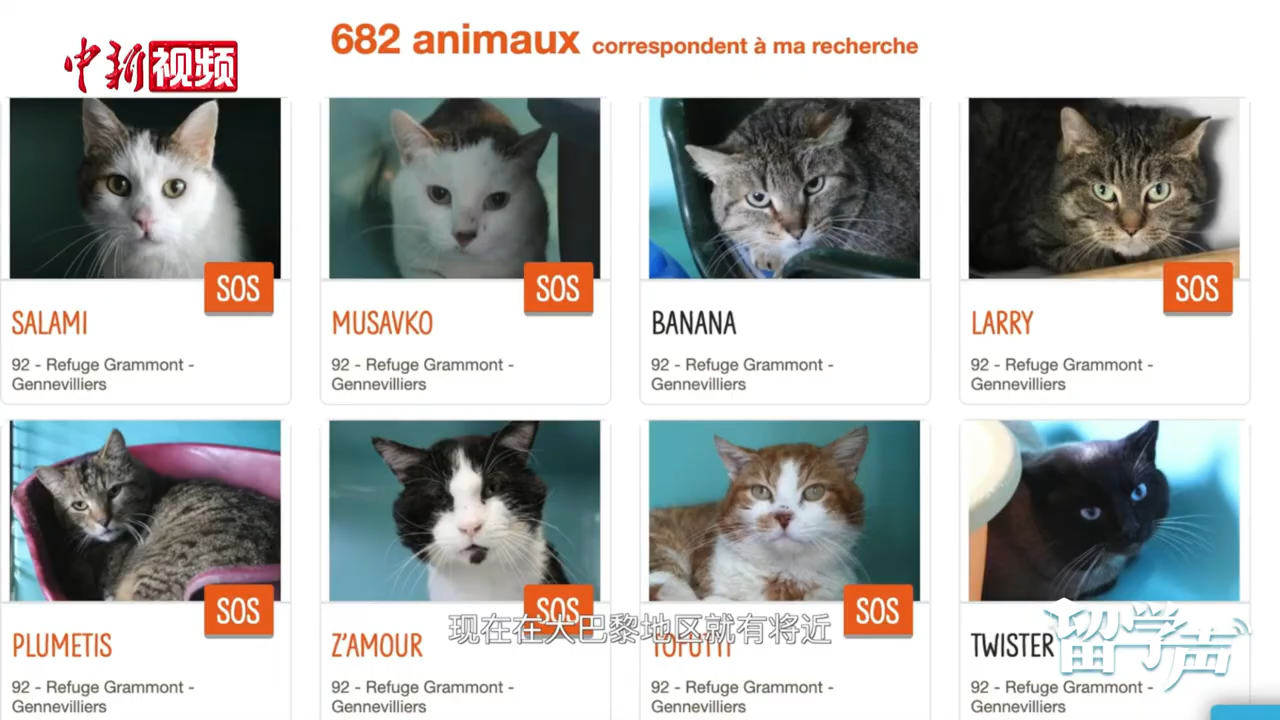 中新视频
682 animaux correspondent à ma recherche
SOS
SOS
SOS
SALAMI
MUSAVKO
BANANA
LARRY
92 - Refuge Grammont -
Gennevilliers
92 - Refuge Grammont -
Gennevilliers
92 - Refuge Grammont -
Gennevilliers
92 - Refuge Grammont -
Gennevilliers
SOS
SOS
SOS
现在在大巴黎地区就有将近
PLUMETIS
Z'AMOUR
TOFUTTI
TWISTER
留学声
92 - Refuge Grammont -
Gennevilliers
92 - Refuge Grammont -
Gennevilliers
92 - Refuge Grammont -
Gennevilliers
92 - Refuge Grammont -
Gennevilliers